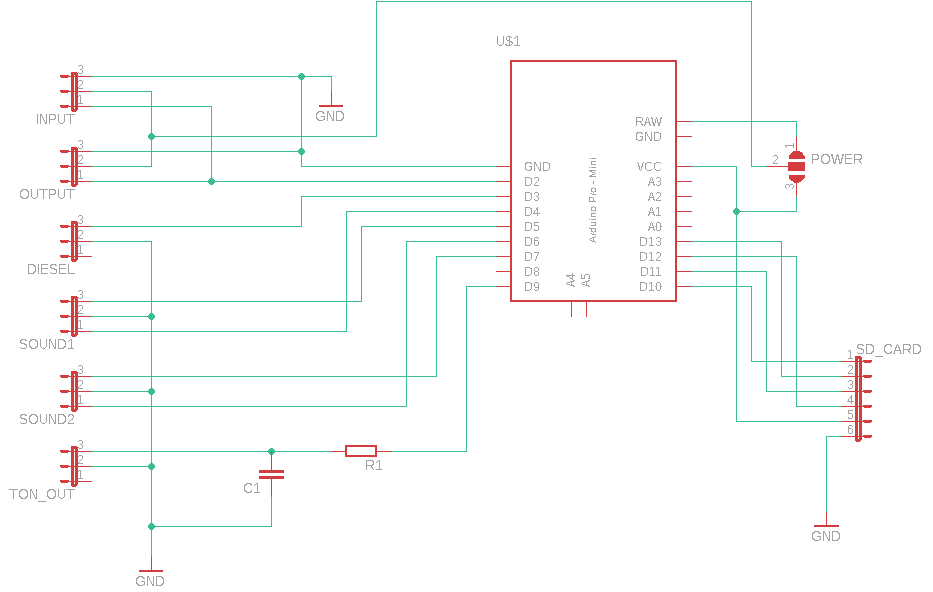 U$1
3
2
1
INPUT
GND
3
2
1
OUTPUT
3
2
1
DIESEL
3
2
1
SOUND1
3
2
1
SOUND2
3
2
1
TON_OUT
C1
R1
GND
Arduino Pro - Mini
GND
D2
D3
D4
D5
D6
D7
D8
D9
A4
A5
RAW
GND
VCC
A3
A2
A1
A0
D13
D12
D11
D10
1
2
3
POWER
SD_CARD
1
2
3
4
5
6
GND